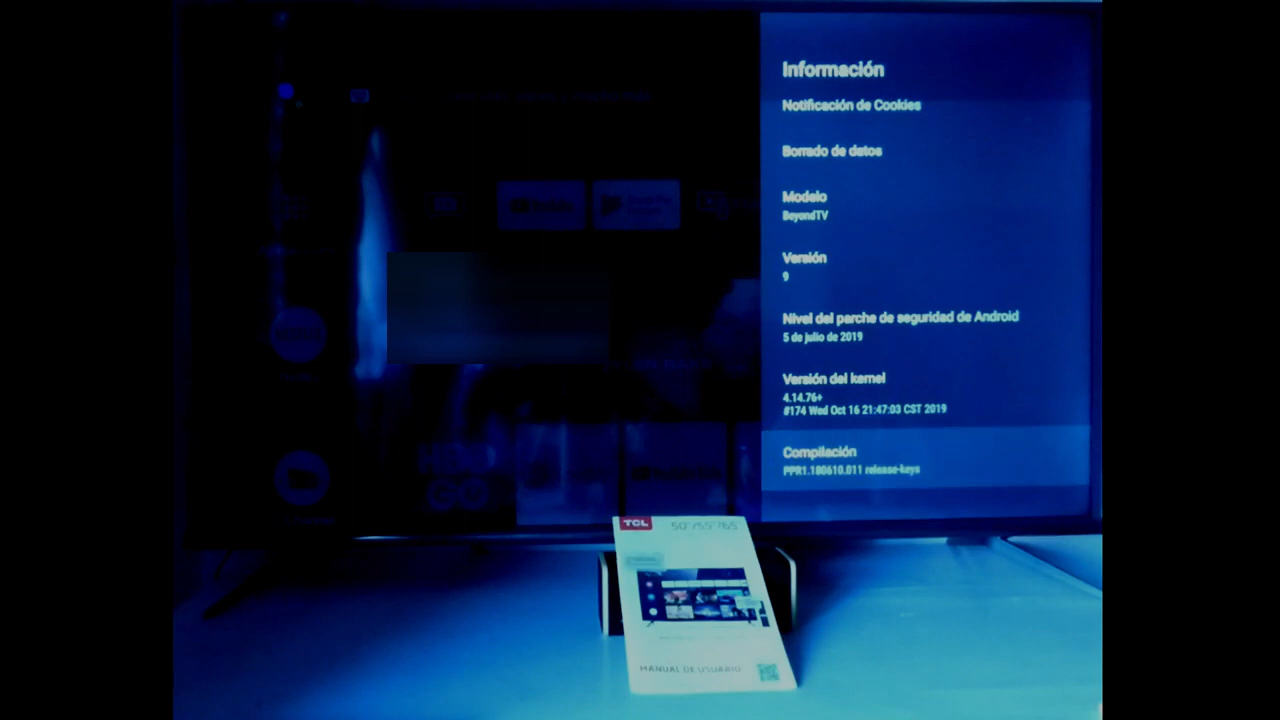 Información
Notificación de Cookies
Borrado de datos
Modelo
BeyondTV
Versión
9
Nivel del parche de seguridad de Android
5 de julio de 2019
Versión del kernel
4.14.76+
#174 Wed Oct 16 21:47:03 CST 2019
Compilación
PPR1.180610.011 release-keys
HBO
GO
TCL
50"/55"/65"
MANUAL DE USUARIO